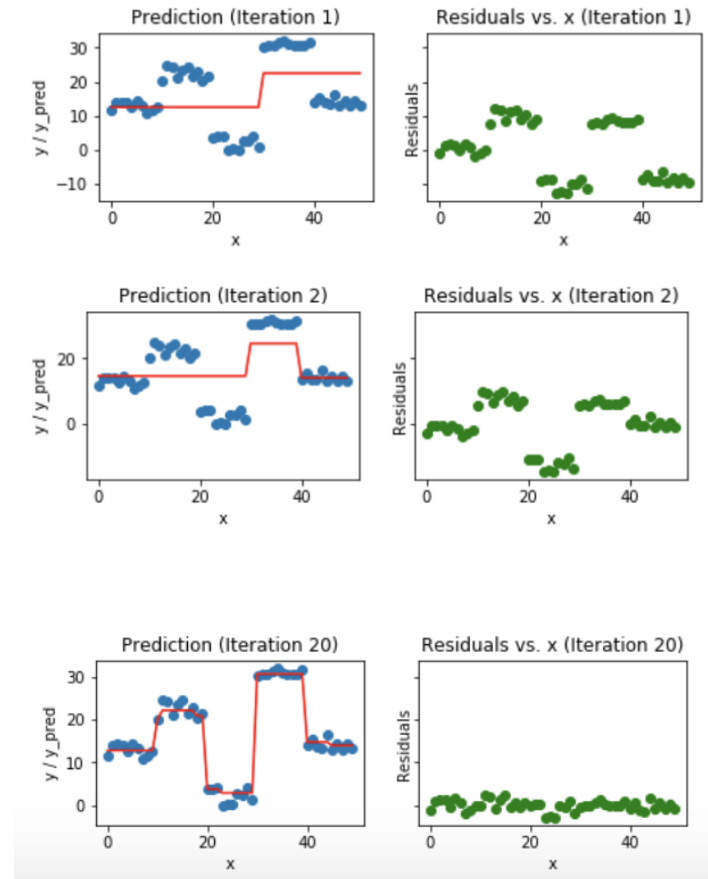 Prediction (Iteration 1)
30
20
10
0
−10
y / y_pred
0
20
40
x
Residuals vs. x (Iteration 1)
Residuals
0
20
40
x
Prediction (Iteration 2)
20
0
y / y_pred
0
20
40
x
Residuals vs. x (Iteration 2)
Residuals
0
20
40
x
Prediction (Iteration 20)
30
20
10
0
y / y_pred
0
20
40
x
Residuals vs. x (Iteration 20)
Residuals
0
20
40
x